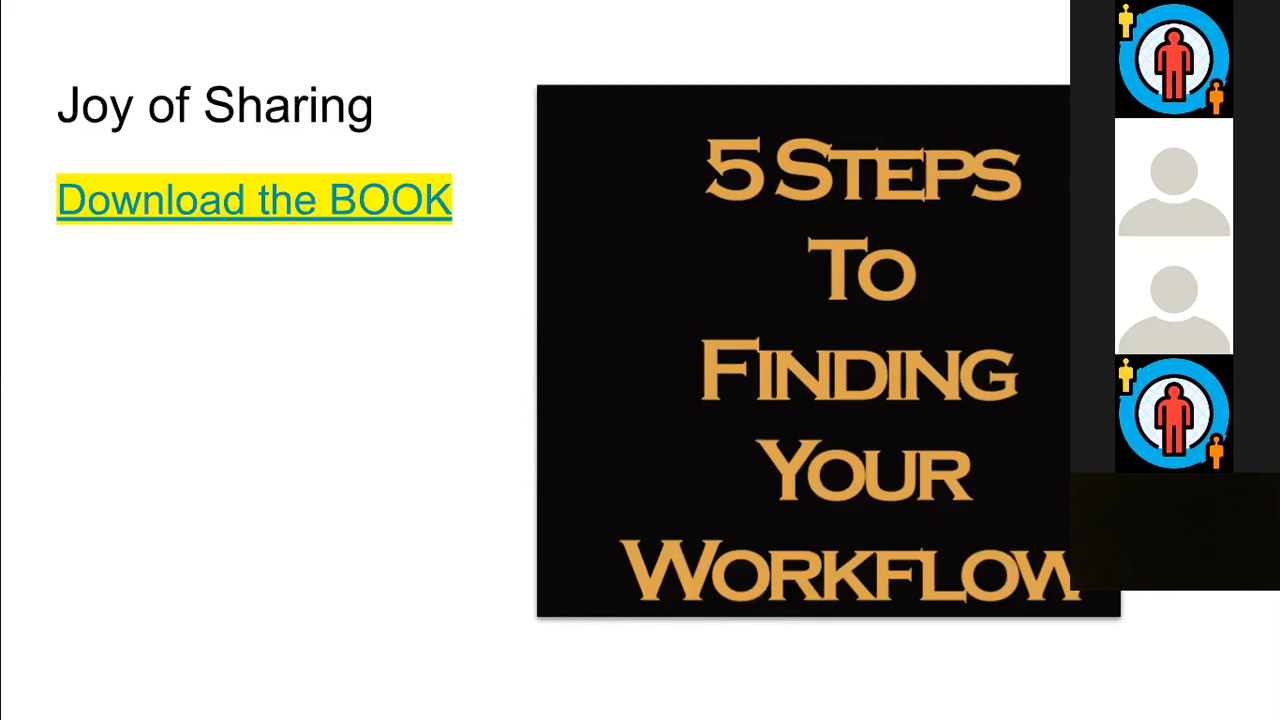 Joy of Sharing
Download the BOOK
5 STEPS
TO
FINDING
YOUR
WORKFLOW